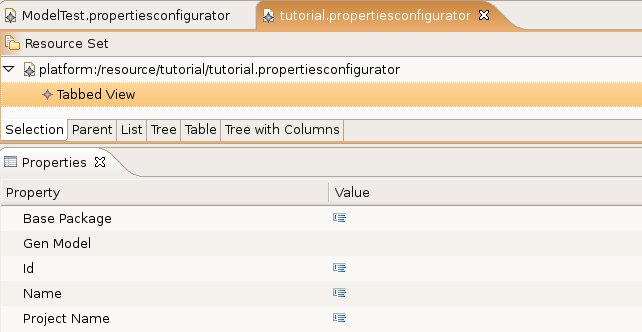 ModelTest.propertiesconfigurator tutorial.propertiesconfigurator
Resource Set
platform:/resource/tutorial/tutorial.propertiesconfigurator
Tabbed View
Selection Parent List Tree Table Tree with Columns
Properties
Property Value
Base Package
Gen Model
Id
Name
Project Name